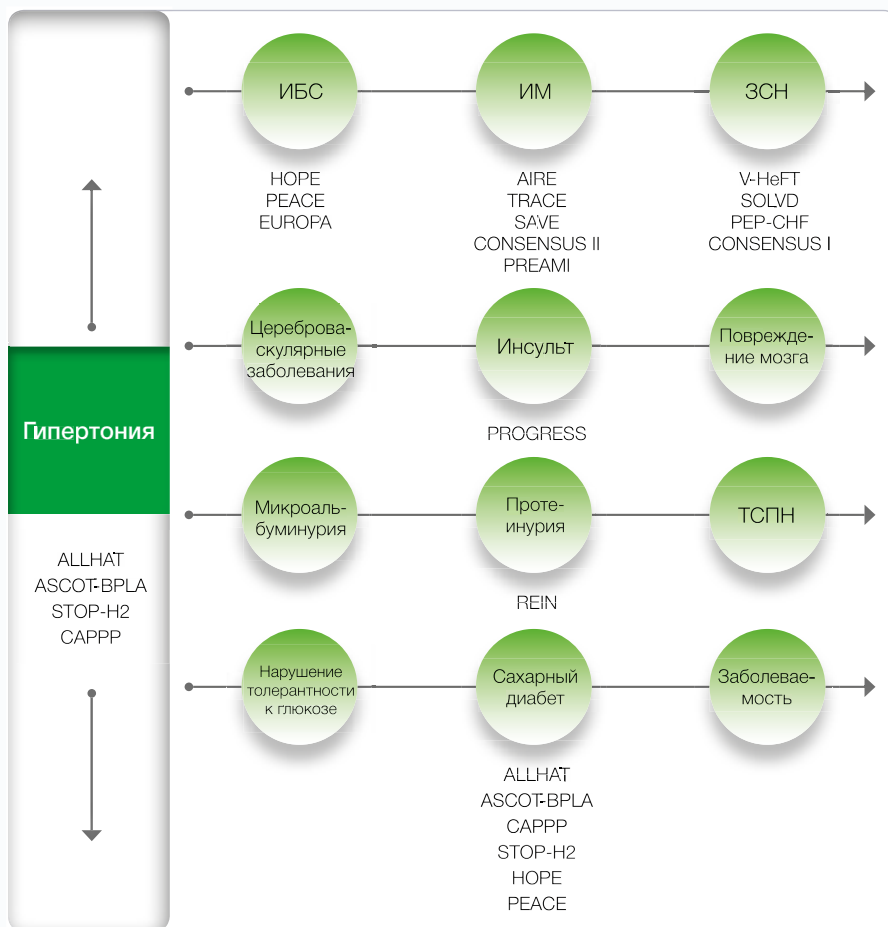 ИБС
ИМ
ЗСН
HOPE
PEACE
EUROPA
AIRE
TRACE
SAVE
CONSENSUS II
PREAMI
V-HeFT
SOLVD
PEP-CHF
CONSENSUS I
Цереброва-
скулярные
заболевания
Инсульт
Поврежде-
ние мозга
PROGRESS
Гипертония
Микроаль-
буминурия
Проте-
инурия
ТСПН
REIN
ALLHAT
ASCOT-BPLA
STOP-H2
CAPPP
Нарушение
толерантности
к глюкозе
Сахарный
диабет
Заболевае-
мость
ALLHAT
ASCOT-BPLA
CAPPP
STOP-H2
HOPE
PEACE